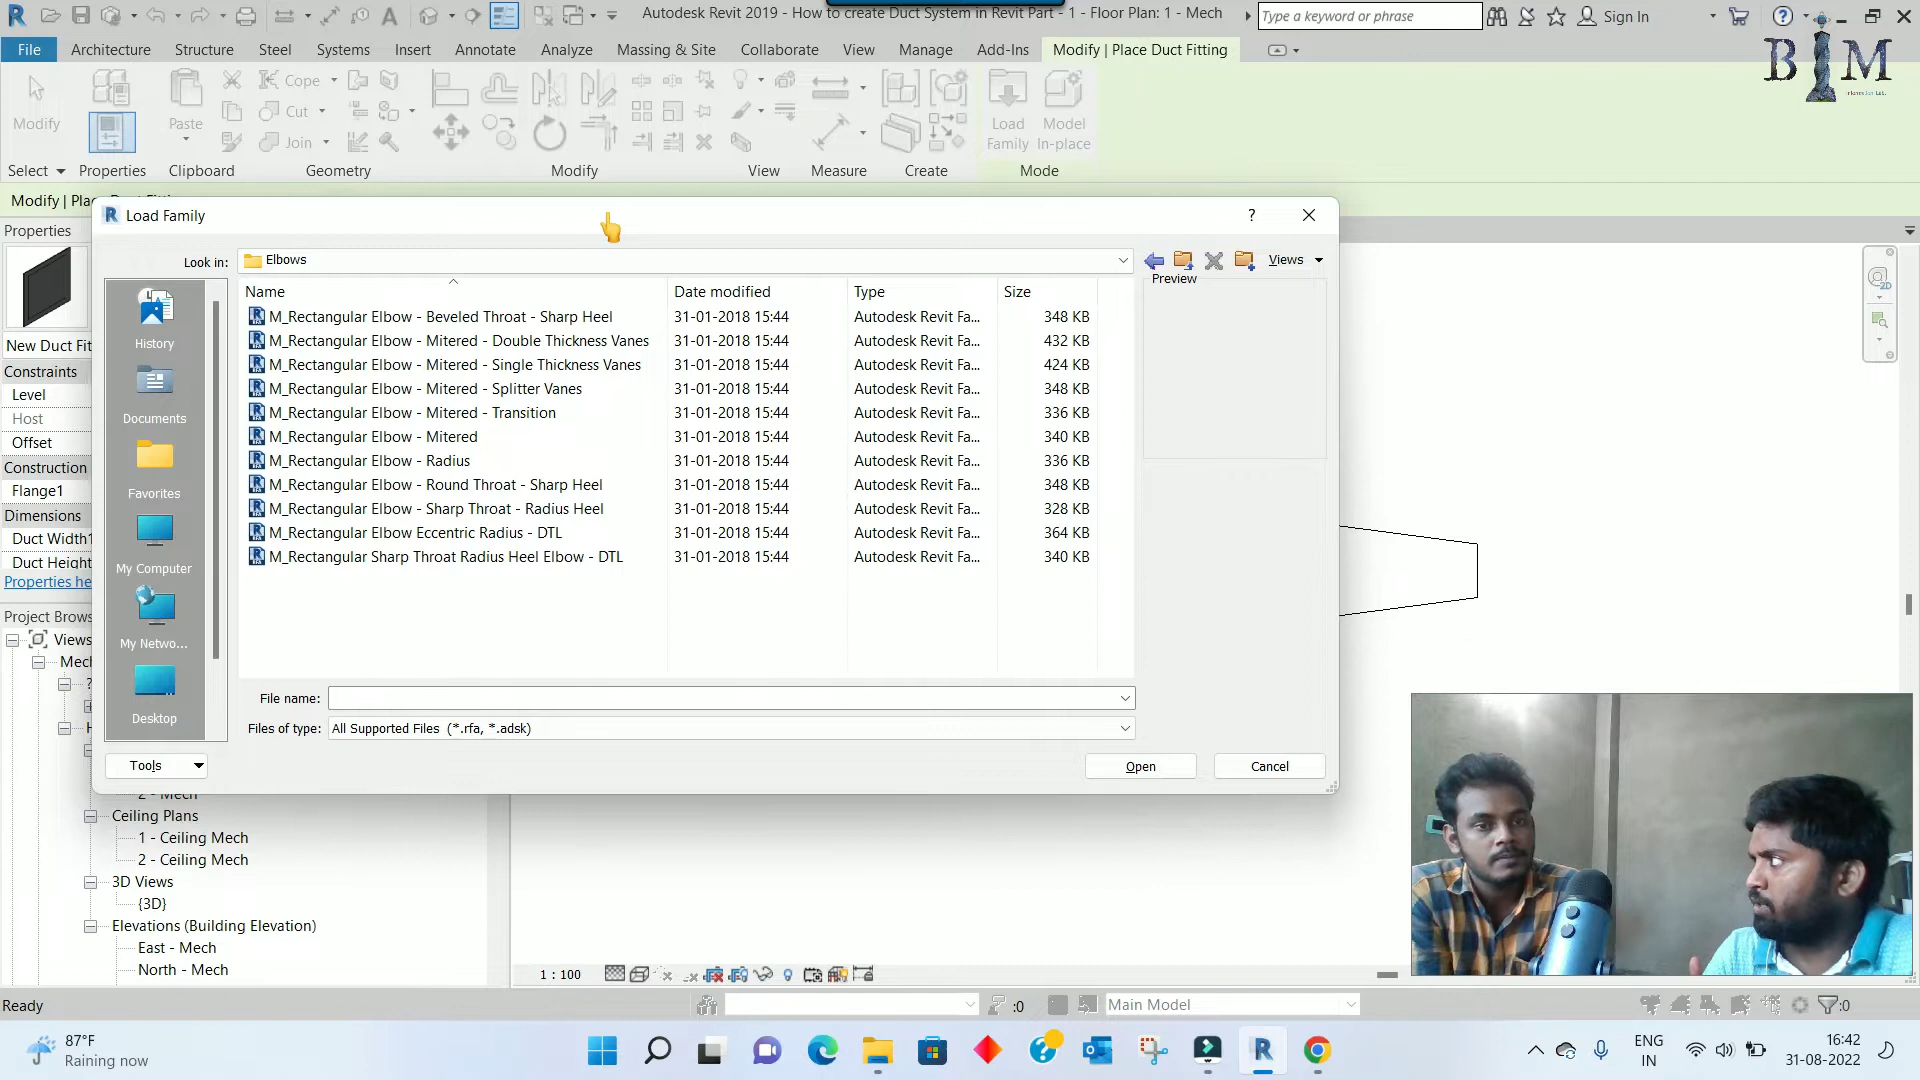 Autodesk Revit 2019 - How to create Duct System in Revit Part - 1 - Floor Plan: 1 - Mech
Type a keyword or phrase
Sign In
File Architecture Structure Steel Systems Insert Annotate Analyze Massing & Site Collaborate View Manage Add-Ins Modify | Place Duct Fitting
BIM
Modify
Paste
Cope
Cut
Join
Load Family
Model In-place
Select Properties Clipboard Geometry Modify View Measure Create Mode
Modify | Plac
Load Family
Properties
New Duct Fit
Constraints
Level
Host
Offset
Construction
Flange1
Dimensions
Duct Width1
Duct Height
Properties he
Look in: Elbows
Views
Preview
History
Documents
Favorites
My Computer
My Netwo...
Desktop
Name Date modified Type Size
M_Rectangular Elbow - Beveled Throat - Sharp Heel 31-01-2018 15:44 Autodesk Revit Fa... 348 KB
M_Rectangular Elbow - Mitered - Double Thickness Vanes 31-01-2018 15:44 Autodesk Revit Fa... 432 KB
M_Rectangular Elbow - Mitered - Single Thickness Vanes 31-01-2018 15:44 Autodesk Revit Fa... 424 KB
M_Rectangular Elbow - Mitered - Splitter Vanes 31-01-2018 15:44 Autodesk Revit Fa... 348 KB
M_Rectangular Elbow - Mitered - Transition 31-01-2018 15:44 Autodesk Revit Fa... 336 KB
M_Rectangular Elbow - Mitered 31-01-2018 15:44 Autodesk Revit Fa... 340 KB
M_Rectangular Elbow - Radius 31-01-2018 15:44 Autodesk Revit Fa... 336 KB
M_Rectangular Elbow - Round Throat - Sharp Heel 31-01-2018 15:44 Autodesk Revit Fa... 348 KB
M_Rectangular Elbow - Sharp Throat - Radius Heel 31-01-2018 15:44 Autodesk Revit Fa... 328 KB
M_Rectangular Elbow Eccentric Radius - DTL 31-01-2018 15:44 Autodesk Revit Fa... 364 KB
M_Rectangular Sharp Throat Radius Heel Elbow - DTL 31-01-2018 15:44 Autodesk Revit Fa... 340 KB
File name:
Files of type: All Supported Files (*.rfa, *.adsk)
Tools
Open
Cancel
Project Brows
Views
Mech
?
H
2 - Mech
Ceiling Plans
1 - Ceiling Mech
2 - Ceiling Mech
3D Views
{3D}
Elevations (Building Elevation)
East - Mech
North - Mech
1 : 100
Ready
:0
Main Model
:0
87°F
Raining now
ENG
IN
16:42
31-08-2022